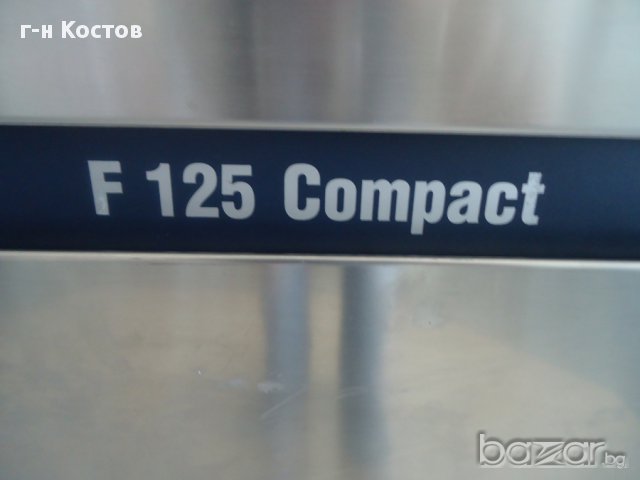 г-н Костов
F 125 Compact
bazar.bg